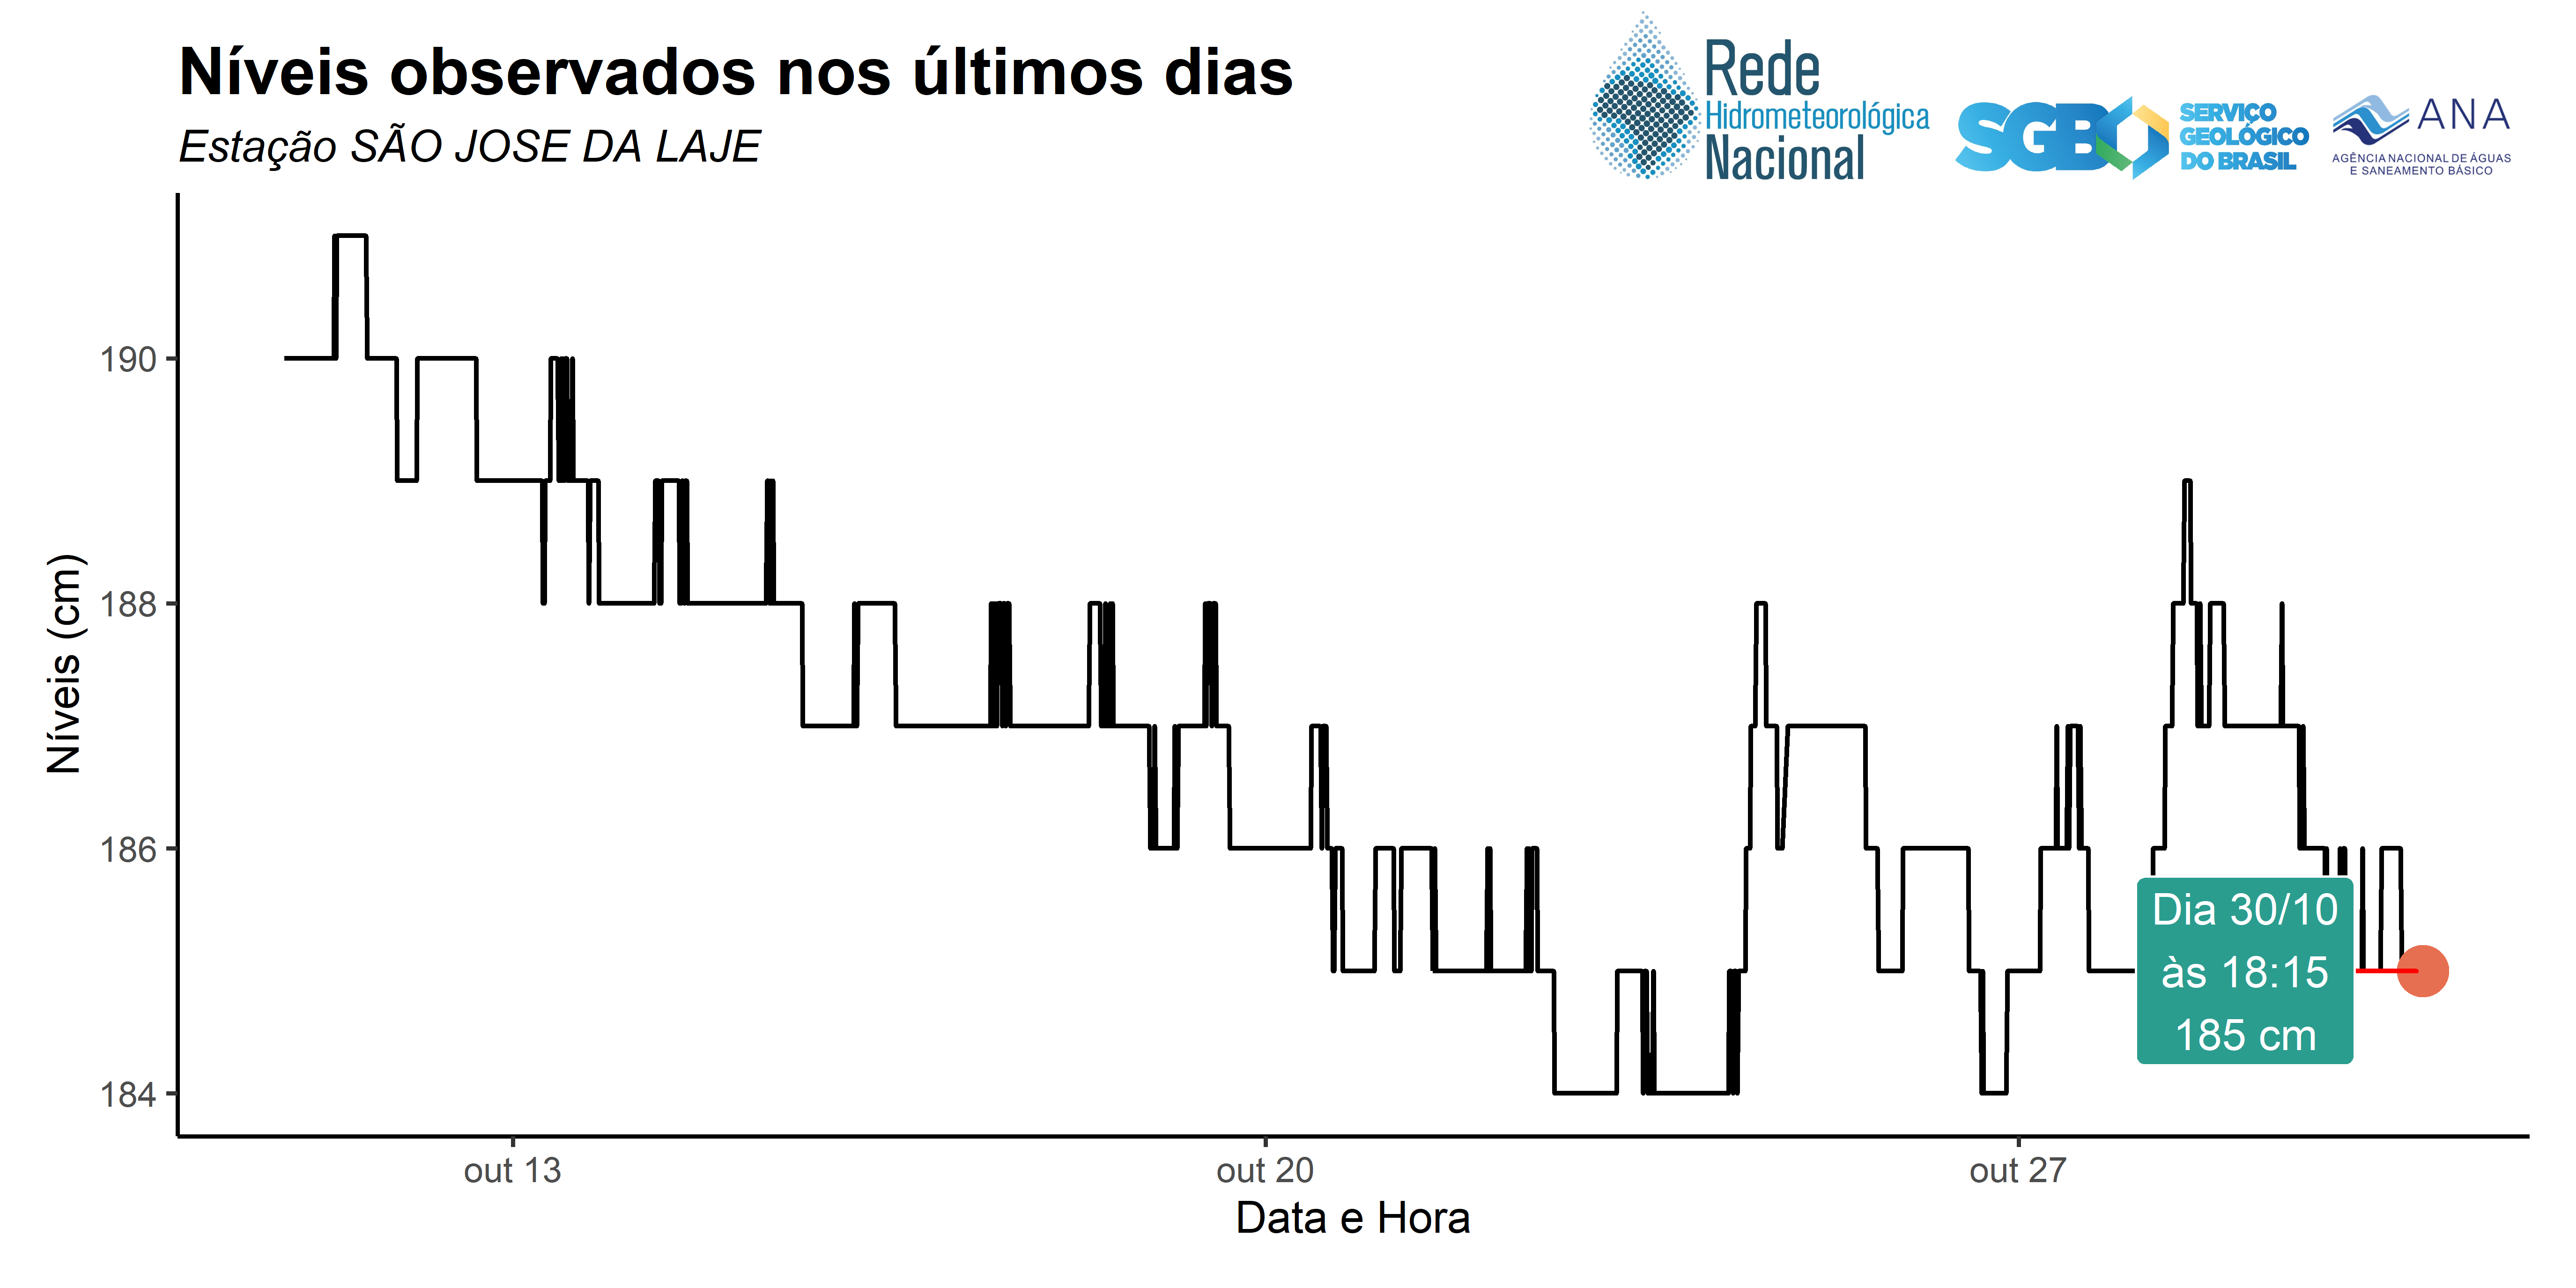 Níveis observados nos últimos dias
Estação SÃO JOSE DA LAJE
Rede
Hidrometeorológica
Nacional
SGB
SERVIÇO
GEOLÓGICO
DO BRASIL
ANA
AGÊNCIA NACIONAL DE ÁGUAS
E SANEAMENTO BÁSICO
Níveis (cm)
190
188
186
184
Dia 30/10
às 18:15
185 cm
out 13
out 20
out 27
Data e Hora